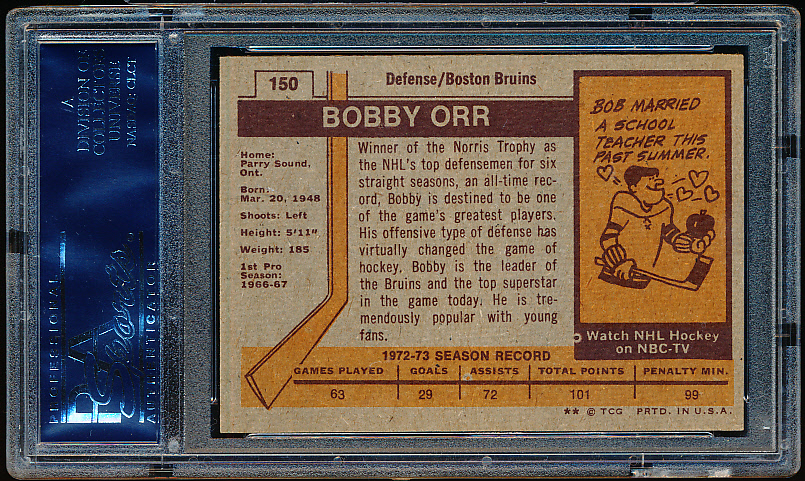 A
DIVISION OF
COLLECTORS
UNIVERSE
NASDAQ: CLCT
PROFESSIONAL
PSA
Sports
AUTHENTICATOR
150
Defense/Boston Bruins
BOBBY ORR
Home:
Parry Sound,
Ont.
Born:
Mar. 20, 1948
Shoots: Left
Height: 5'11"
Weight: 185
1st Pro
Season:
1966-67
Winner of the Norris Trophy as
the NHL's top defensemen for six
straight seasons, an all-time rec-
ord, Bobby is destined to be one
of the game's greatest players.
His offensive type of defense has
virtually changed the game of
hockey. Bobby is the leader of
the Bruins and the top superstar
in the game today. He is tre-
mendously popular with young
fans.
BOB MARRIED
A SCHOOL
TEACHER THIS
PAST SUMMER.
Watch NHL Hockey
on NBC-TV
1972-73 SEASON RECORD
GAMES PLAYED GOALS ASSISTS TOTAL POINTS PENALTY MIN.
63 29 72 101 99
** © TCG PRTD. IN U.S.A.